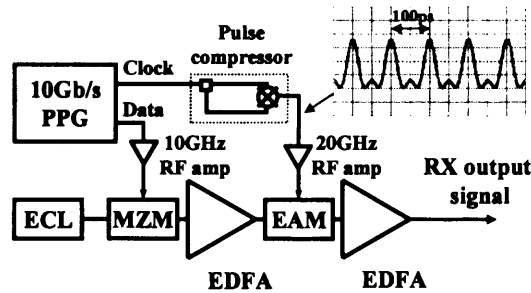 Pulse
compressor
100ps
10Gb/s
PPG
Clock
Data
10GHz
RF amp
20GHz
RF amp
RX output
signal
ECL
MZM
EAM
EDFA
EDFA